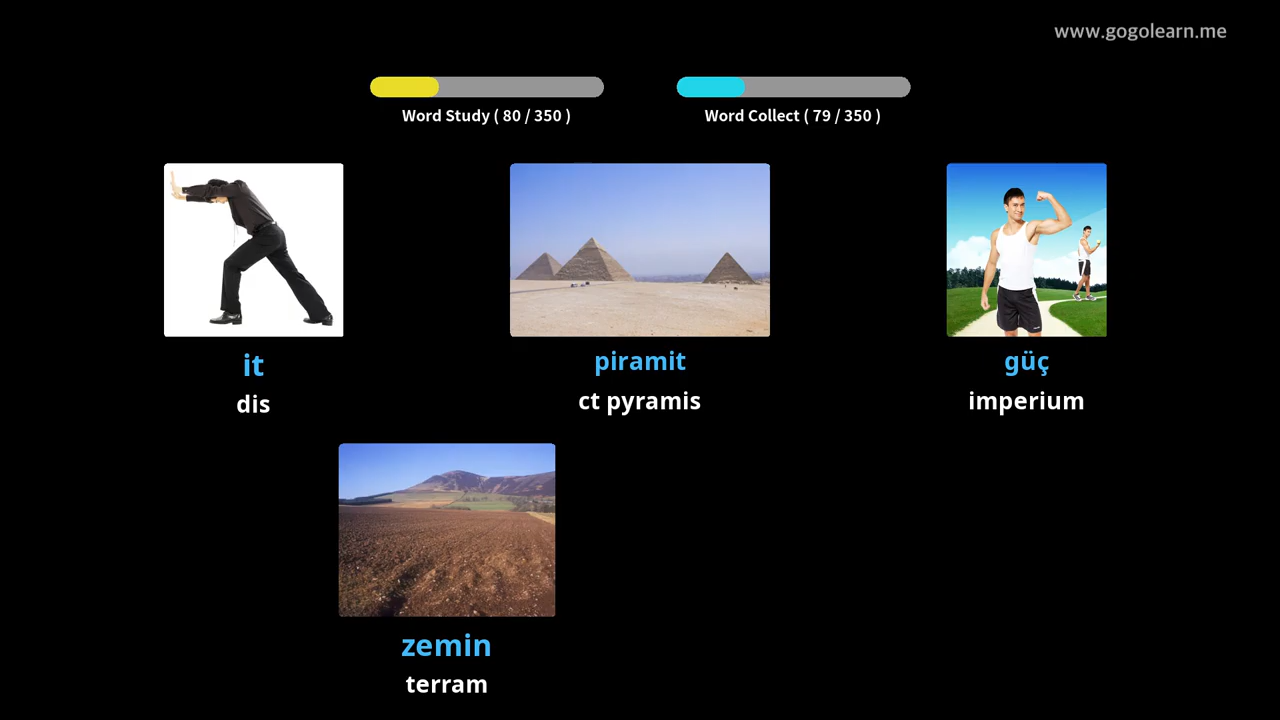 www.gogolearn.me
Word Study ( 80 / 350 )
Word Collect ( 79 / 350 )
it
dis
piramit
ct pyramis
güç
imperium
zemin
terram